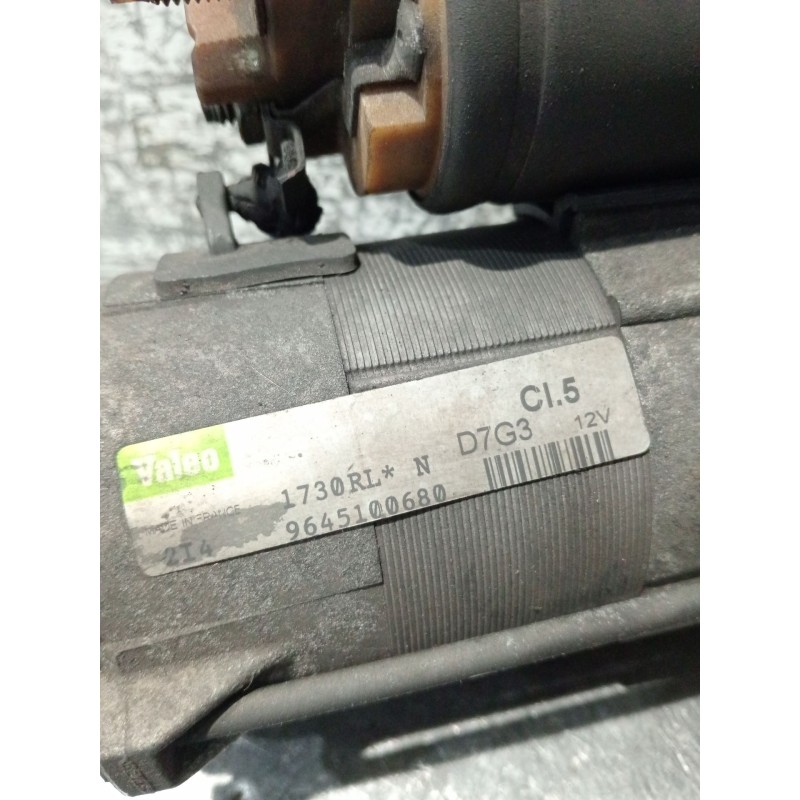 Valeo
Cl.5
D7G3 12V
1730RL* N
9645100680
MADE IN FRANCE
2I4